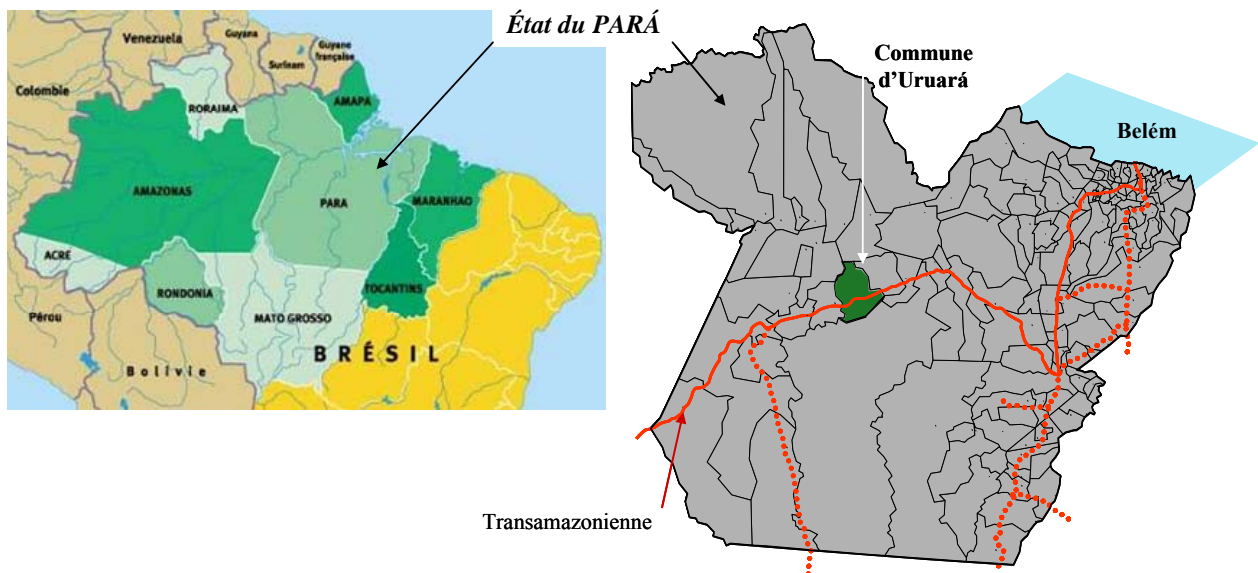 État du PARÁ
Venezuela
Guyana
Guyane
française
Surinam
Colombie
RORAIMA
AMAPA
AMAZONAS
PARA
MARANHAO
ACRE
RONDONIA
TOCANTINS
MATO GROSSO
Pérou
BRÉSIL
Bolivie
Commune
d'Uruará
Belém
Transamazonienne